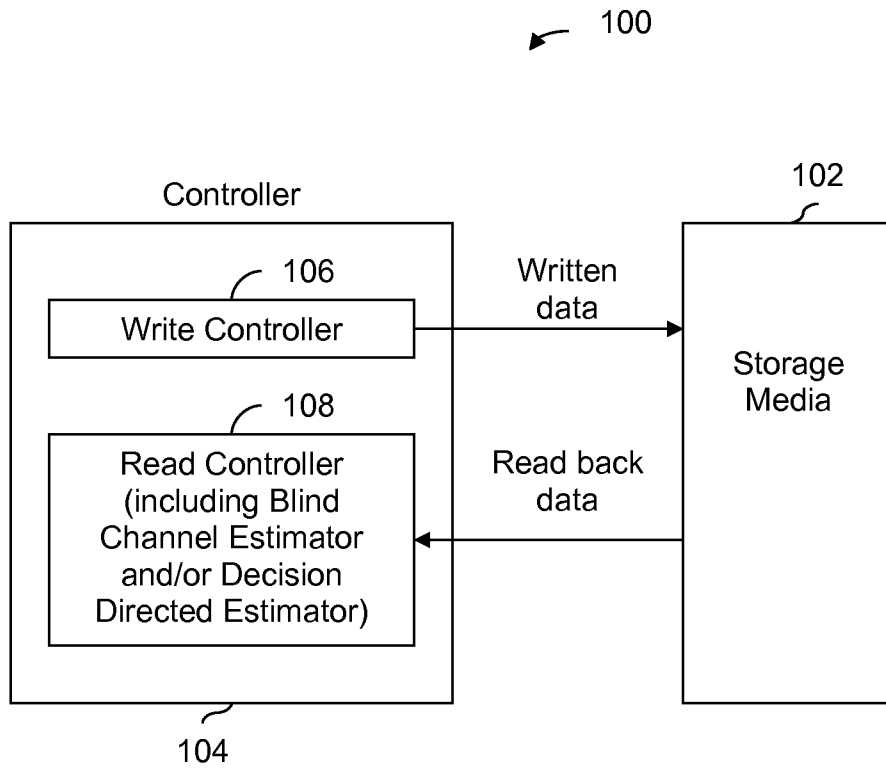 100
102
Controller
106
Write Controller
Written
data
Storage
Media
108
Read Controller
(including Blind
Channel Estimator
and/or Decision
Directed Estimator)
Read back
data
104